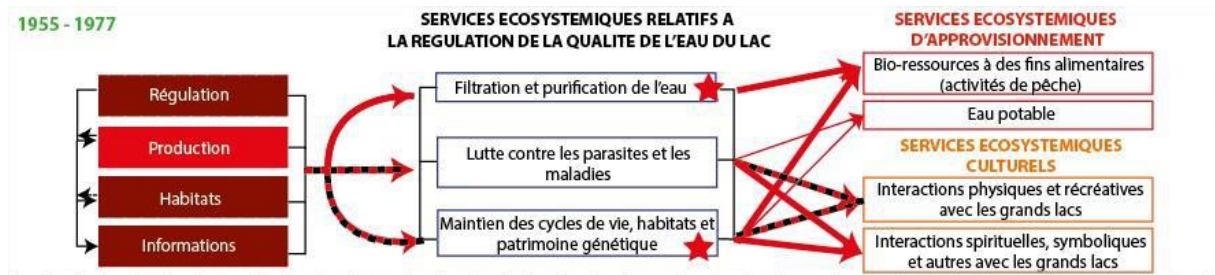 1955 - 1977
SERVICES ECOSYSTEMIQUES RELATIFS A
LA REGULATION DE LA QUALITE DE L'EAU DU LAC
SERVICES ECOSYSTEMIQUES
D'APPROVISIONNEMENT
Régulation
Production
Habitats
Informations
Filtration et purification de l'eau
Lutte contre les parasites et les
maladies
Maintien des cycles de vie, habitats et
patrimoine génétique
Bio-ressources à des fins alimentaires
(activités de pêche)
Eau potable
SERVICES ECOSYSTEMIQUES
CULTURELS
Interactions physiques et récréatives
avec les grands lacs
Interactions spirituelles, symboliques
et autres avec les grands lacs